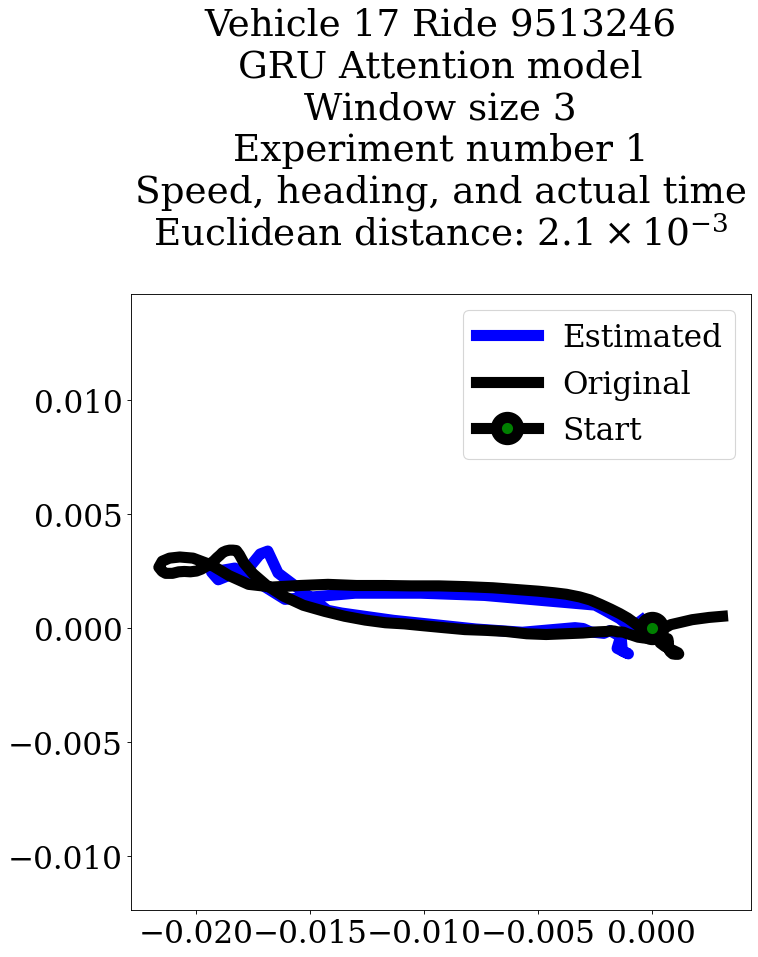 Vehicle 17 Ride 9513246
GRU Attention model
Window size 3
Experiment number 1
Speed, heading, and actual time
Euclidean distance: 2.1 × 10⁻³
Estimated
Original
Start
0.010
0.005
0.000
−0.005
−0.010
−0.020 −0.015 −0.010 −0.005 0.000